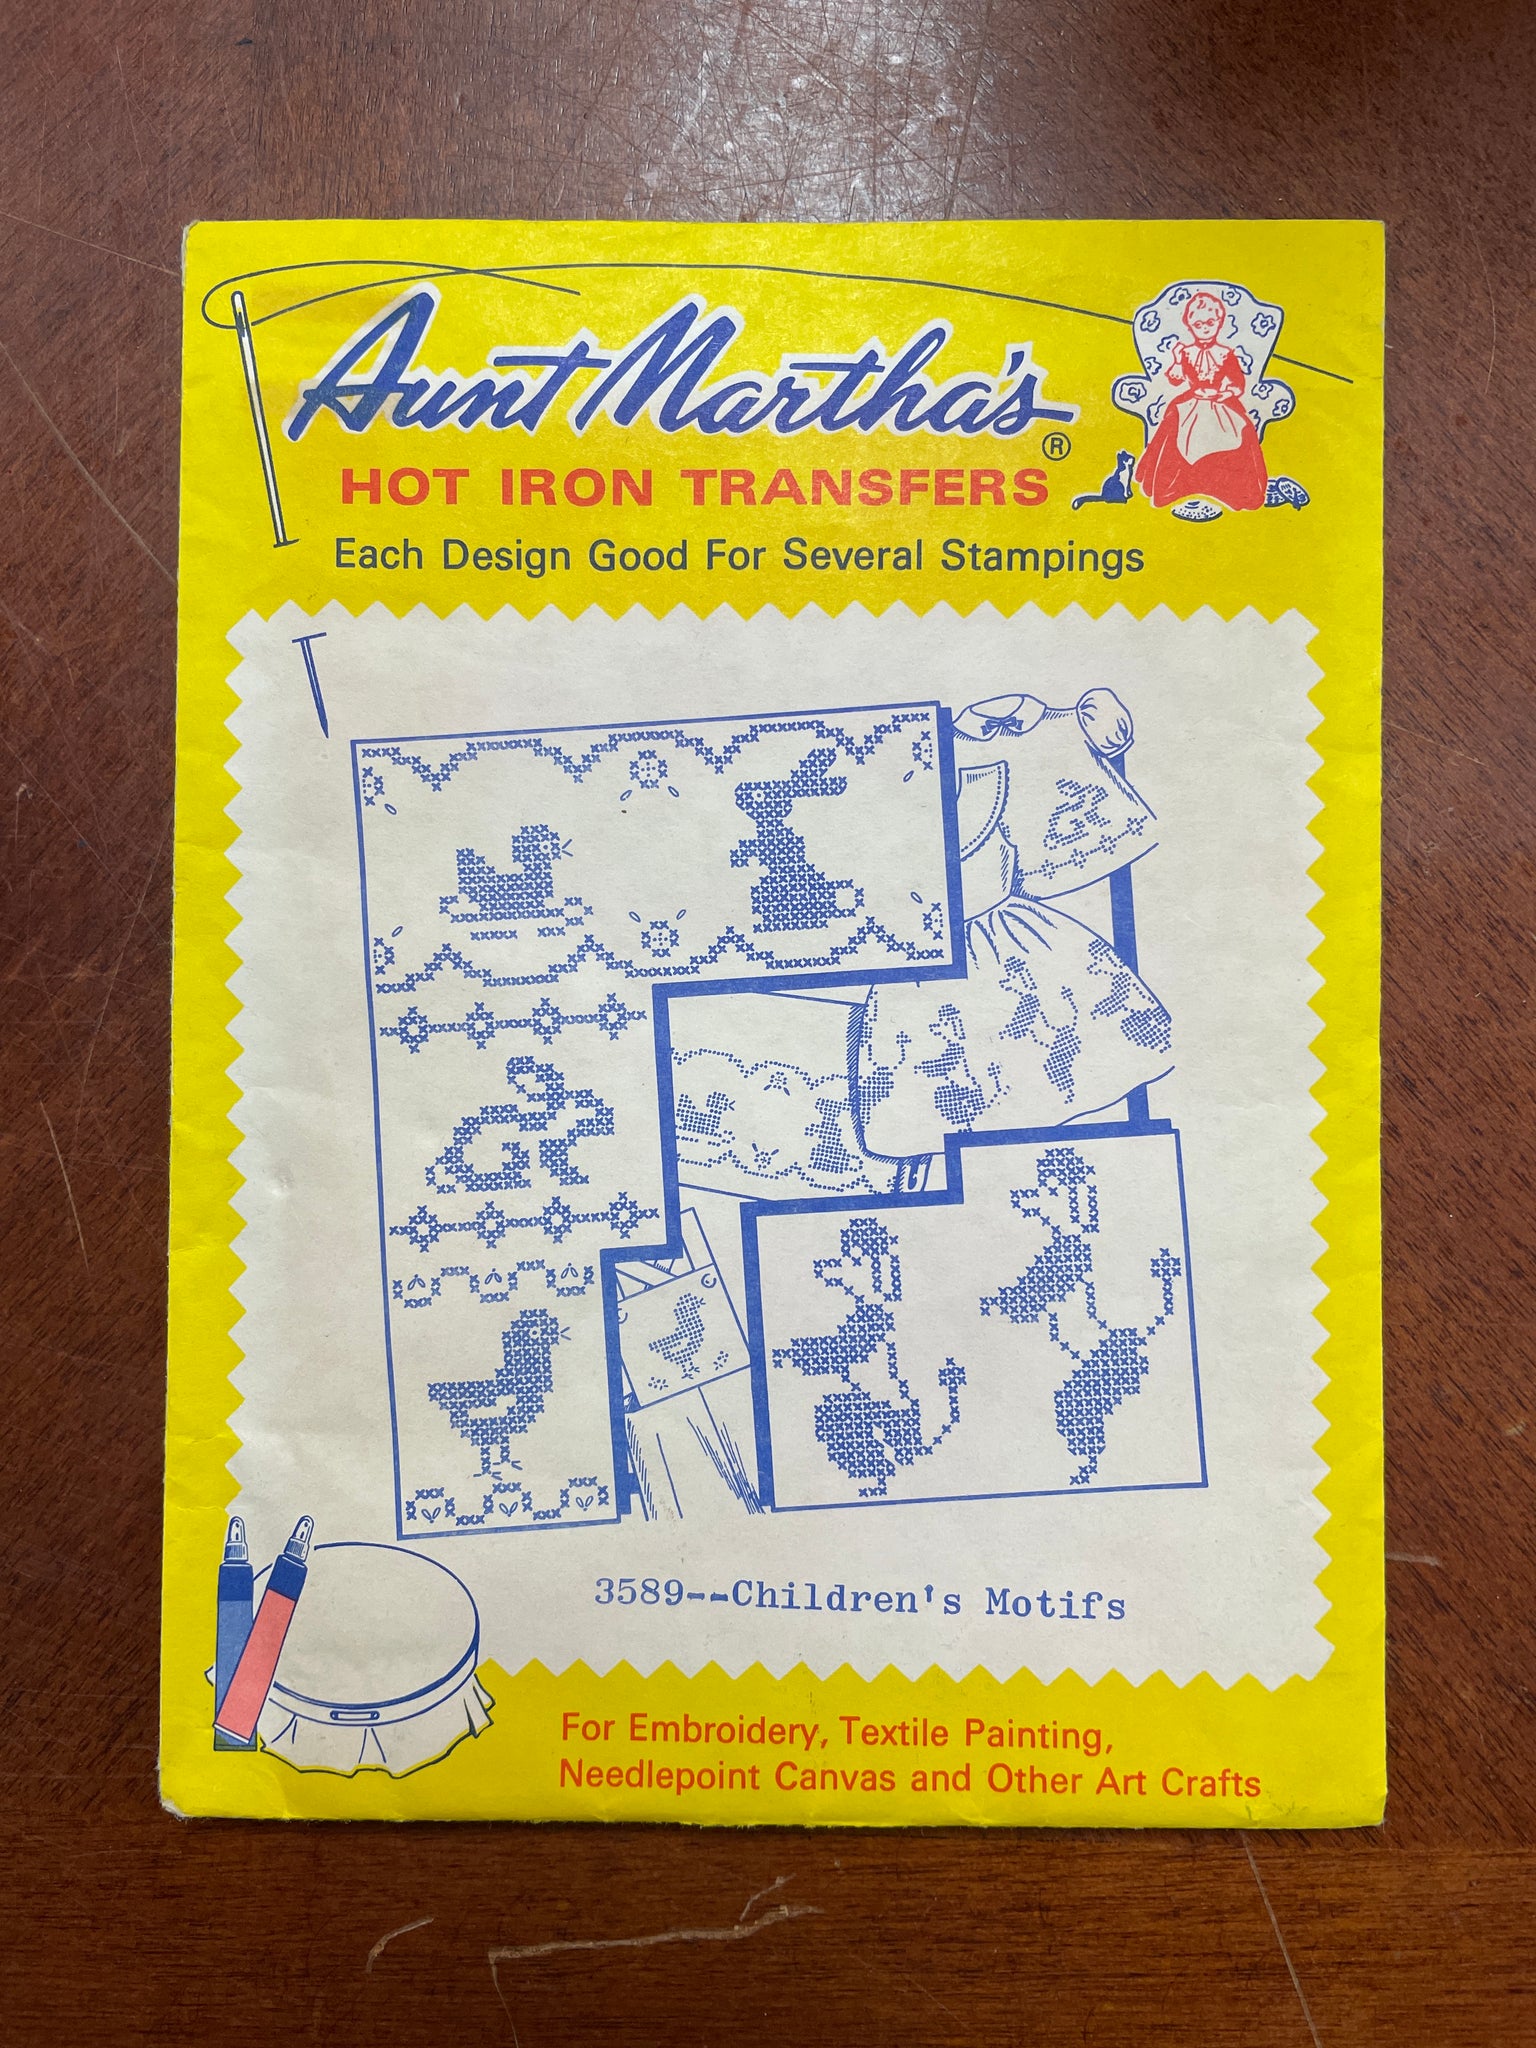 Aunt Martha's ®
HOT IRON TRANSFERS
Each Design Good For Several Stampings
3589--Children's Motifs
For Embroidery, Textile Painting,
Needlepoint Canvas and Other Art Crafts